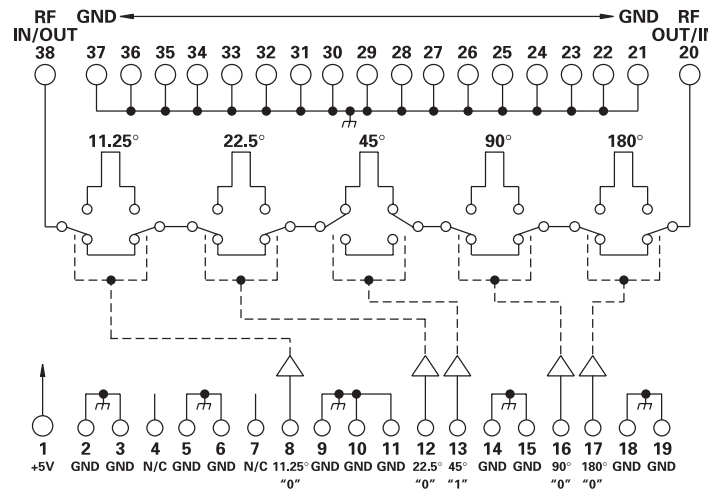 RF GND GND RF
IN/OUT OUT/IN
38 37 36 35 34 33 32 31 30 29 28 27 26 25 24 23 22 21 20
11.25° 22.5° 45° 90° 180°
1 2 3 4 5 6 7 8 9 10 11 12 13 14 15 16 17 18 19
+5V GND GND N/C GND GND N/C 11.25° GND GND GND 22.5° 45° GND GND 90° 180° GND GND
“0” “0” “1” “0” “0”